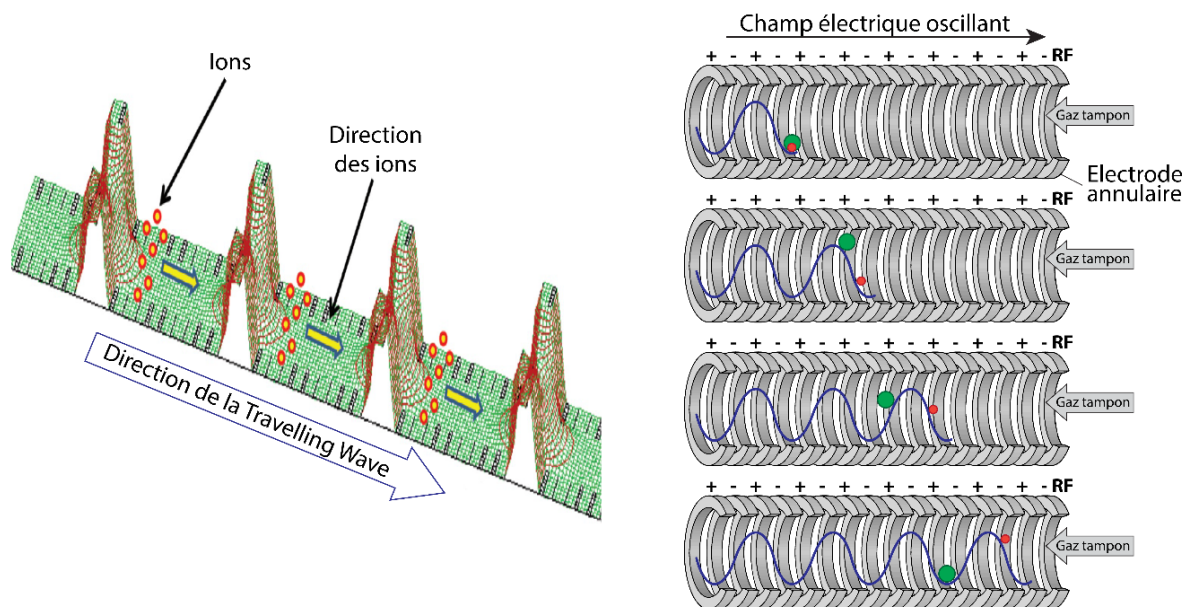 Ions
Direction
des ions
Direction de la Travelling Wave
Champ électrique oscillant
+ - + - + - + - + - + - + - + - RF
Gaz tampon
Electrode
annulaire
+ - + - + - + - + - + - + - + - RF
Gaz tampon
+ - + - + - + - + - + - + - + - RF
Gaz tampon
+ - + - + - + - + - + - + - + - RF
Gaz tampon